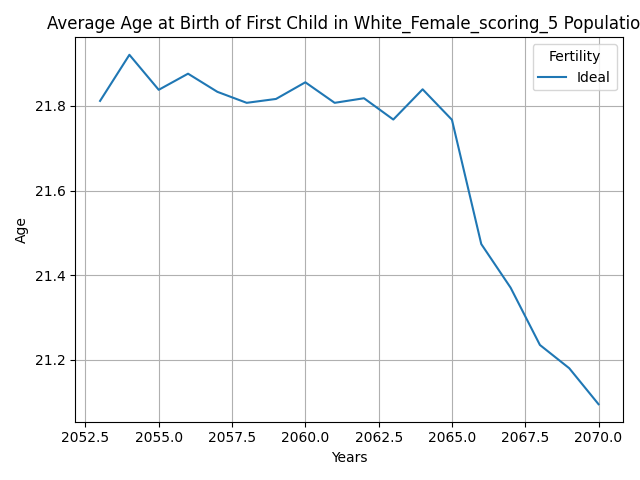 Average Age at Birth of First Child in White_Female_scoring_5 Populatio
Fertility
Ideal
Age
21.8
21.6
21.4
21.2
2052.5 2055.0 2057.5 2060.0 2062.5 2065.0 2067.5 2070.0
Years